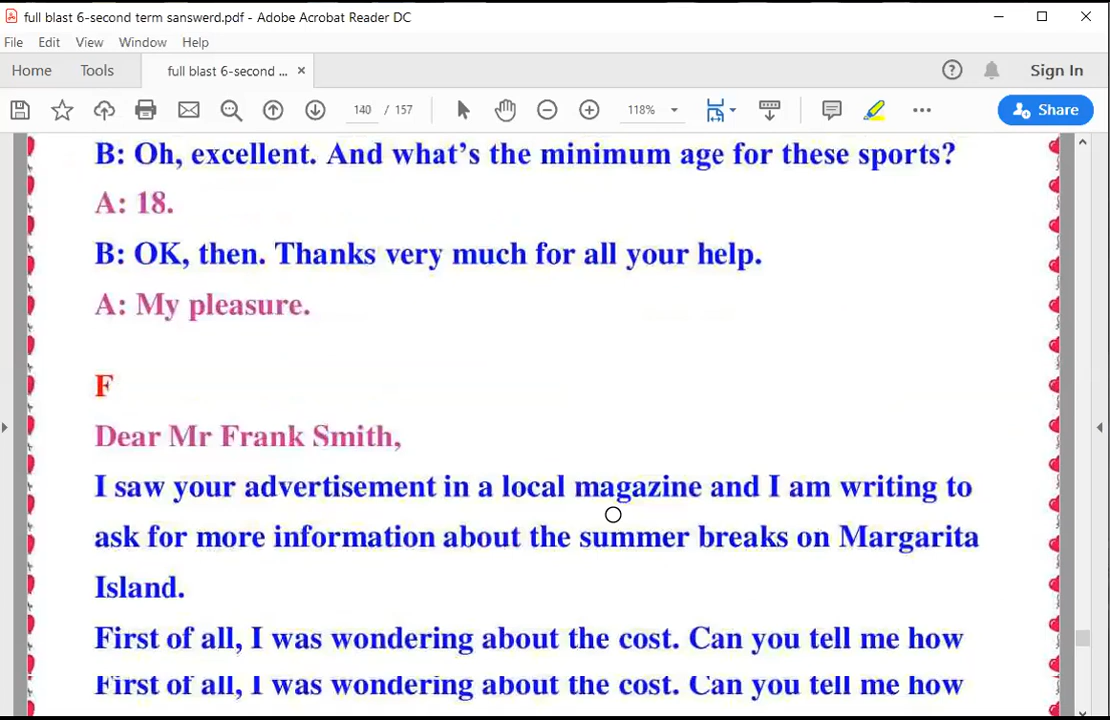 full blast 6-second term sanswerd.pdf - Adobe Acrobat Reader DC
File Edit View Window Help
Home Tools full blast 6-second ... × Sign In
140 / 157 118% Share
B: Oh, excellent. And what's the minimum age for these sports?
A: 18.
B: OK, then. Thanks very much for all your help.
A: My pleasure.
F
Dear Mr Frank Smith,
I saw your advertisement in a local magazine and I am writing to
ask for more information about the summer breaks on Margarita
Island.
First of all, I was wondering about the cost. Can you tell me how
First of all, I was wondering about the cost. Can you tell me how